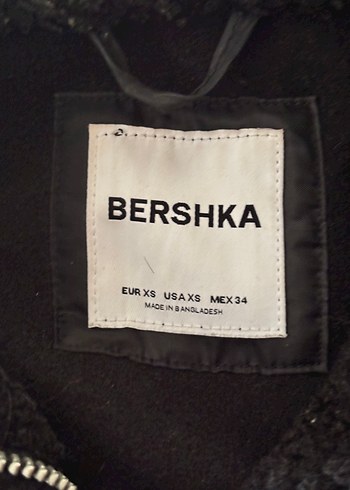 BERSHKA
EUR XS USA XS MEX 34
MADE IN BANGLADESH